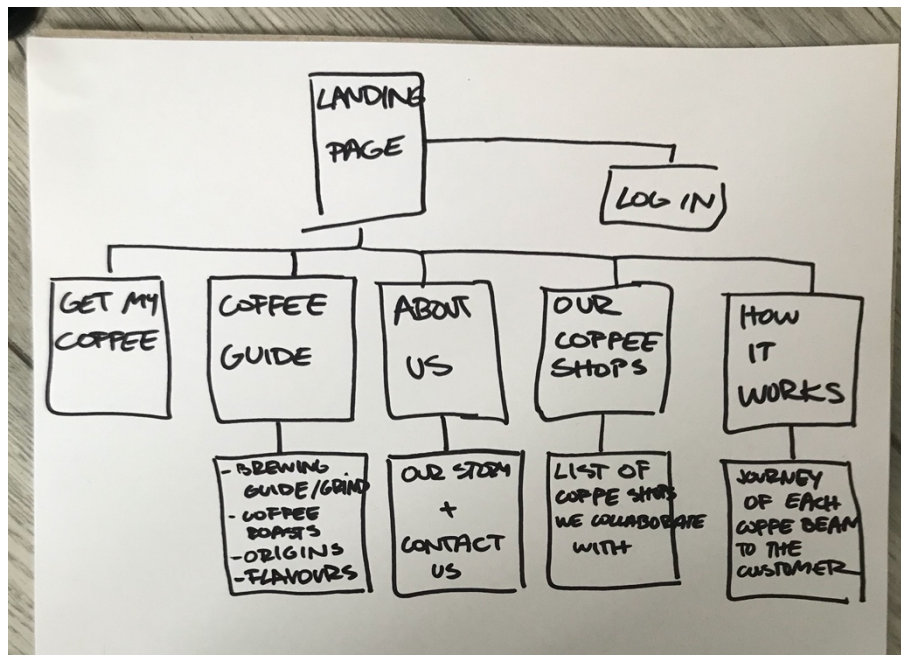 LANDING
PAGE
LOG IN
GET MY
COFFEE
COFFEE
GUIDE
ABOUT
US
OUR
COFFEE
SHOPS
HOW
IT
WORKS
- BREWING
GUIDE/GRIND
- COFFEE
ROASTS
- ORIGINS
- FLAVOURS
OUR STORY
+
CONTACT
US
LIST OF
COFFE SHOPS
WE COLLABORATE
WITH
JOURNEY
OF EACH
COFFE BEAN
TO THE
CUSTOMER